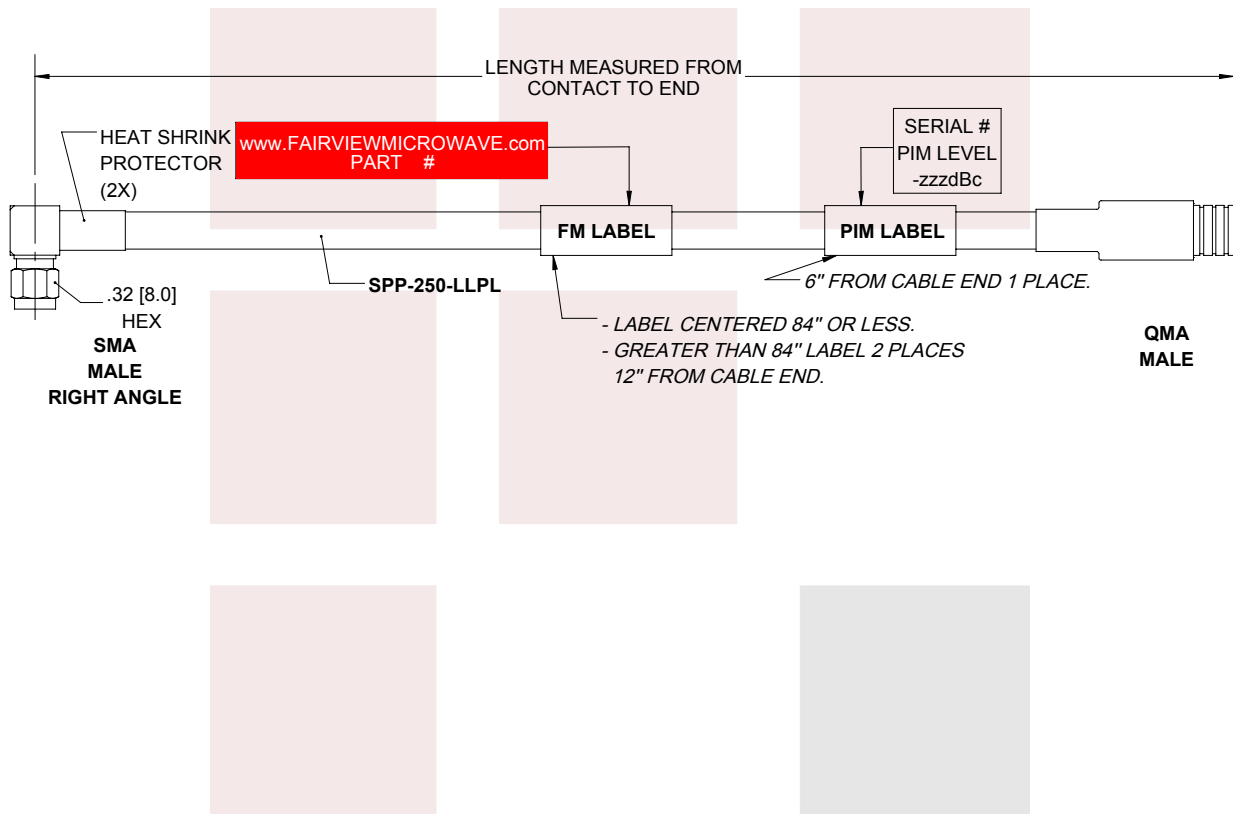 LENGTH MEASURED FROM
CONTACT TO END
HEAT SHRINK
PROTECTOR
(2X)
www.FAIRVIEWMICROWAVE.com
PART #
SERIAL #
PIM LEVEL
-zzzdBc
FM LABEL
PIM LABEL
SPP-250-LLPL
6" FROM CABLE END 1 PLACE.
.32 [8.0]
HEX
- LABEL CENTERED 84" OR LESS.
- GREATER THAN 84" LABEL 2 PLACES
12" FROM CABLE END.
SMA
MALE
RIGHT ANGLE
QMA
MALE